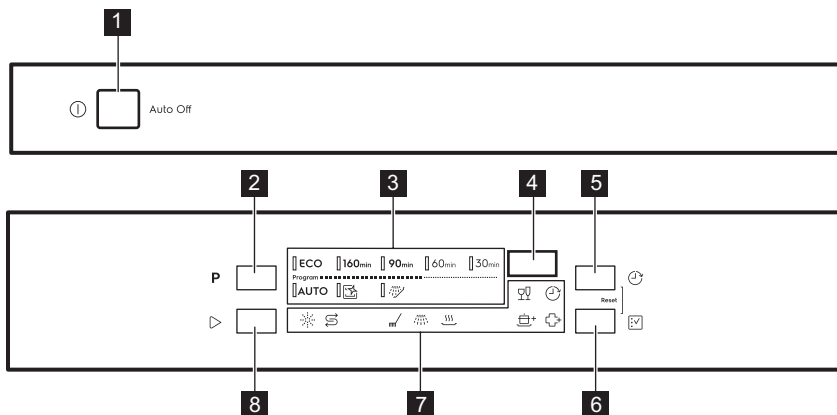 1
Auto Off
2 3 4 5
ECO 160min 90min 60min 30min
P
Program
AUTO
Reset
8 7 6